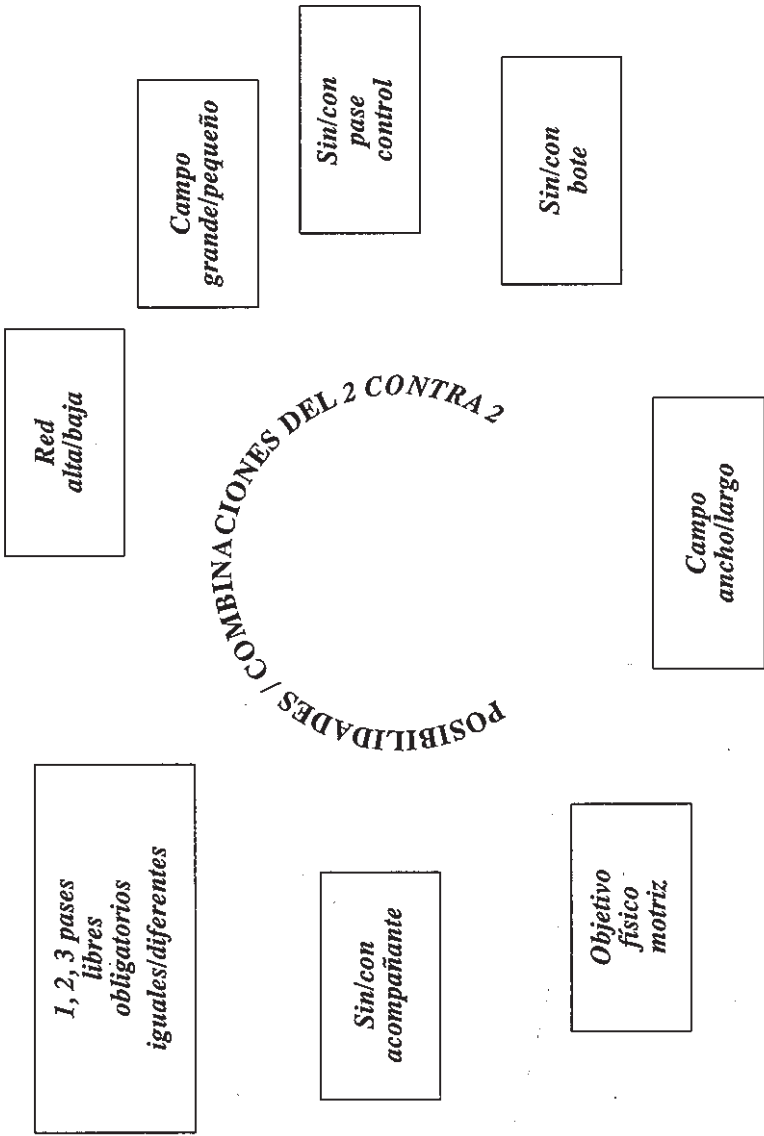 1, 2, 3 pases
libres
obligatorios
iguales/diferentes
Red
alta/baja
Campo
grande/pequeño
Sin/con
pase
control
Sin/con
bote
Campo
ancho/largo
Objetivo
físico
motriz
Sin/con
acompañante
POSIBILIDADES / COMBINACIONES DEL 2 CONTRA 2